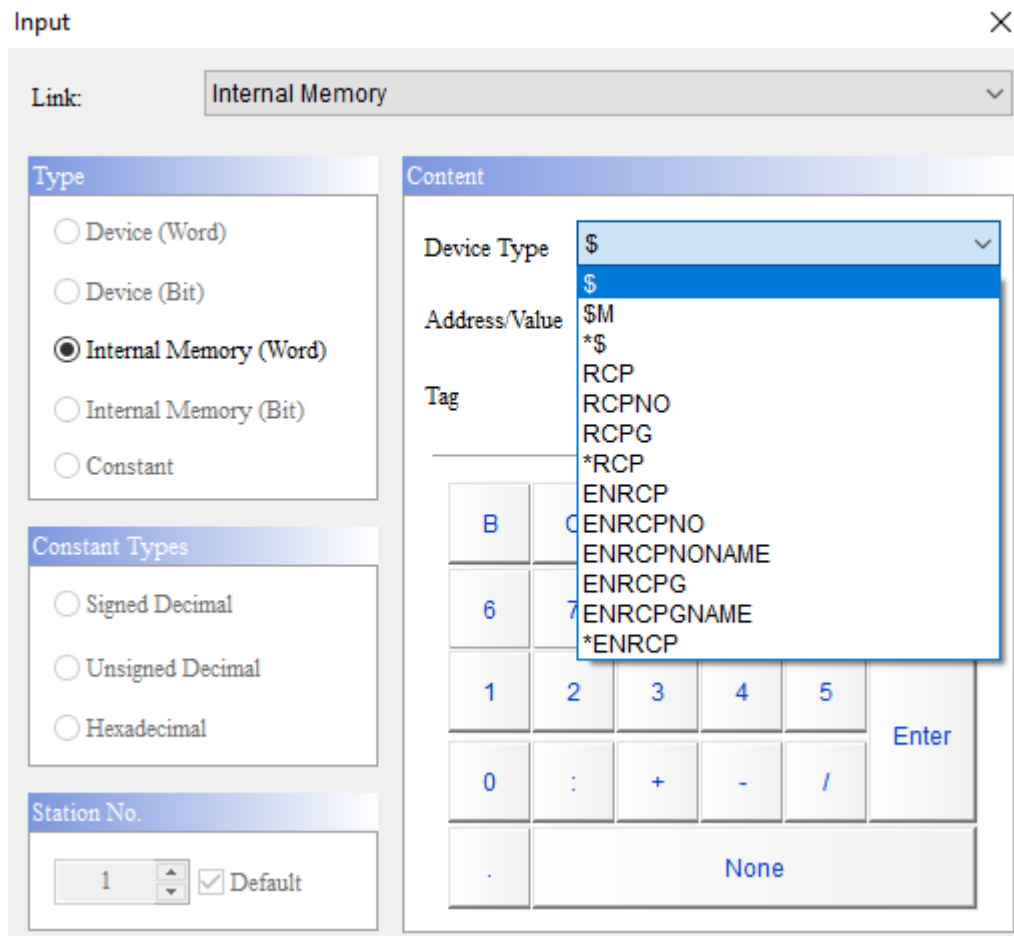 Input
Link:
Internal Memory
Type
Device (Word)
Device (Bit)
Internal Memory (Word)
Internal Memory (Bit)
Constant
Constant Types
Signed Decimal
Unsigned Decimal
Hexadecimal
Station No.
1
Default
Content
Device Type
$
$
$M
*$
RCP
RCPNO
RCPG
*RCP
ENRCP
ENRCPNO
ENRCPNONAME
ENRCPG
ENRCPGNAME
*ENRCP
Address/Value
Tag
B
6
1 2 3 4 5
Enter
0 : + - /
. None